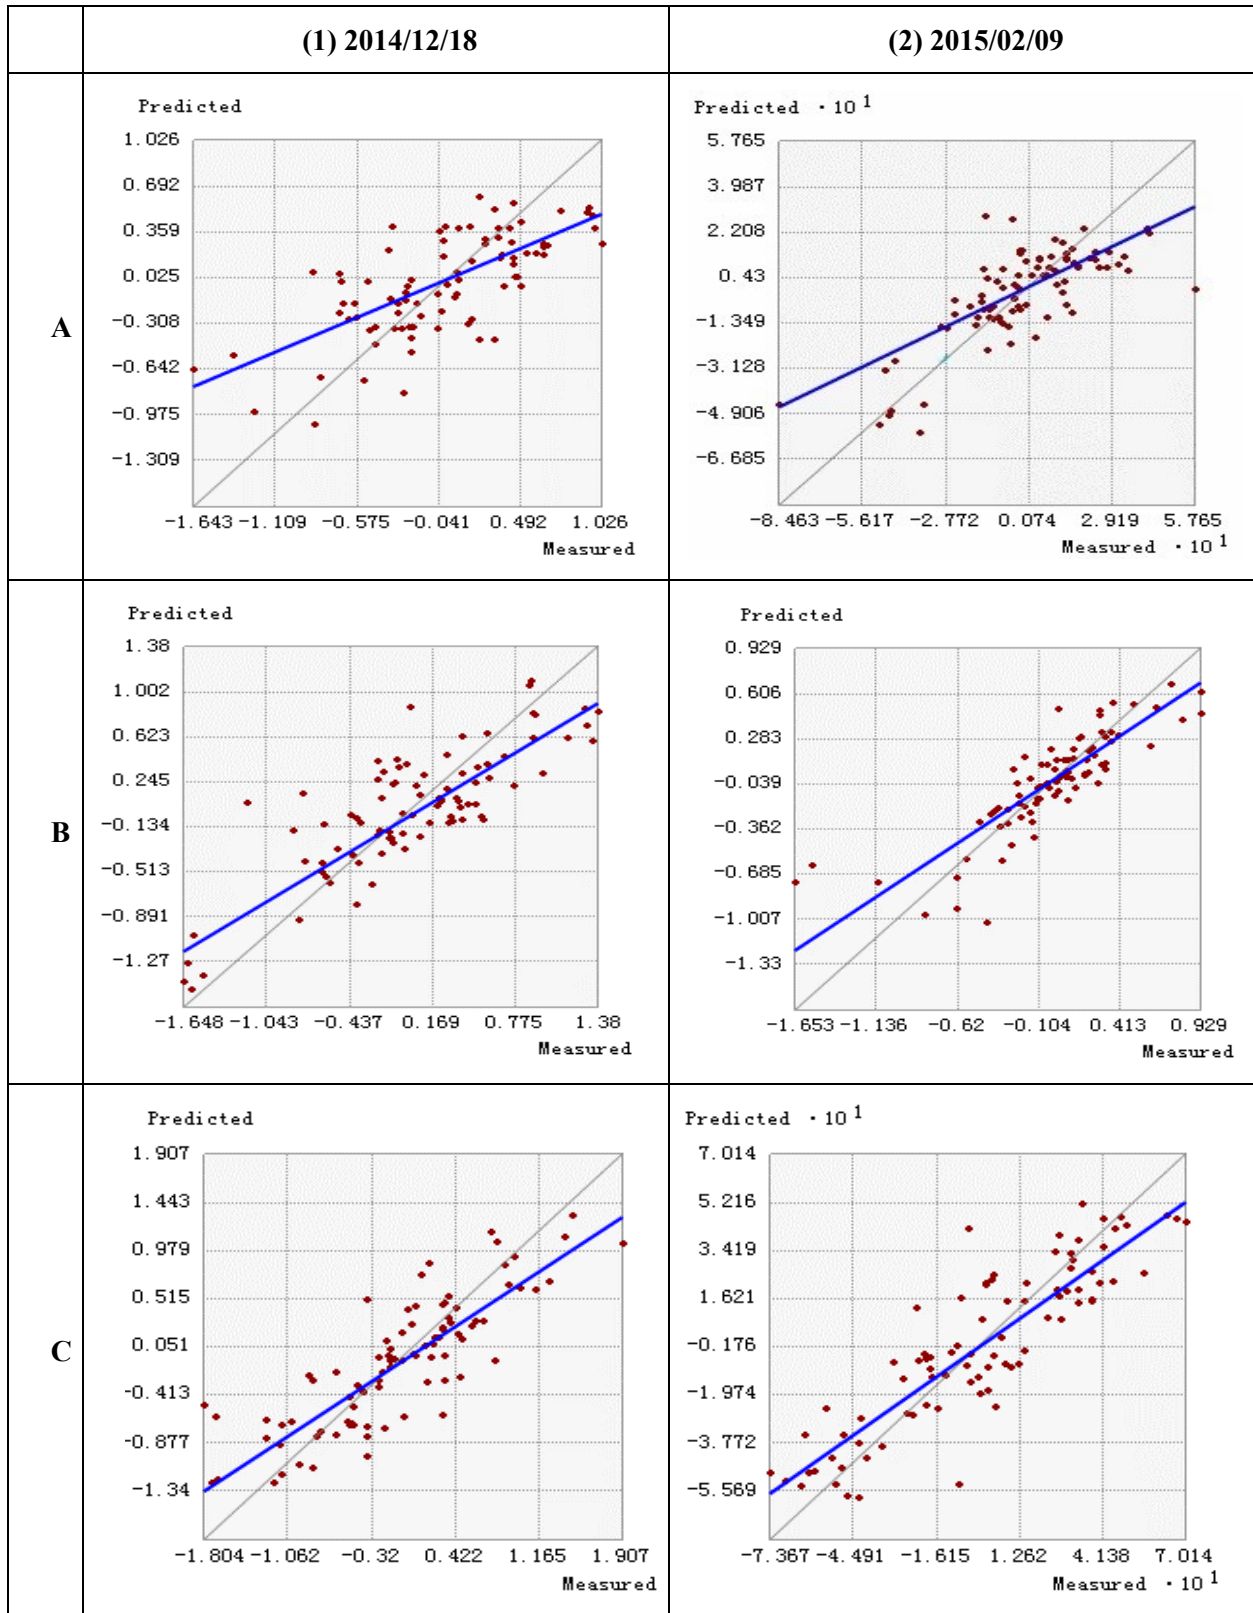 (1) 2014/12/18
(2) 2015/02/09
A
Predicted
1.026
0.692
0.359
0.025
-0.308
-0.642
-0.975
-1.309
-1.643 -1.109 -0.575 -0.041 0.492 1.026
Measured
Predicted · 10 1
5.765
3.987
2.208
0.43
-1.349
-3.128
-4.906
-6.685
-8.463 -5.617 -2.772 0.074 2.919 5.765
Measured · 10 1
B
Predicted
1.38
1.002
0.623
0.245
-0.134
-0.513
-0.891
-1.27
-1.648 -1.043 -0.437 0.169 0.775 1.38
Measured
Predicted
0.929
0.606
0.283
-0.039
-0.362
-0.685
-1.007
-1.33
-1.653 -1.136 -0.62 -0.104 0.413 0.929
Measured
C
Predicted
1.907
1.443
0.979
0.515
0.051
-0.413
-0.877
-1.34
-1.804 -1.062 -0.32 0.422 1.165 1.907
Measured
Predicted · 10 1
7.014
5.216
3.419
1.621
-0.176
-1.974
-3.772
-5.569
-7.367 -4.491 -1.615 1.262 4.138 7.014
Measured · 10 1